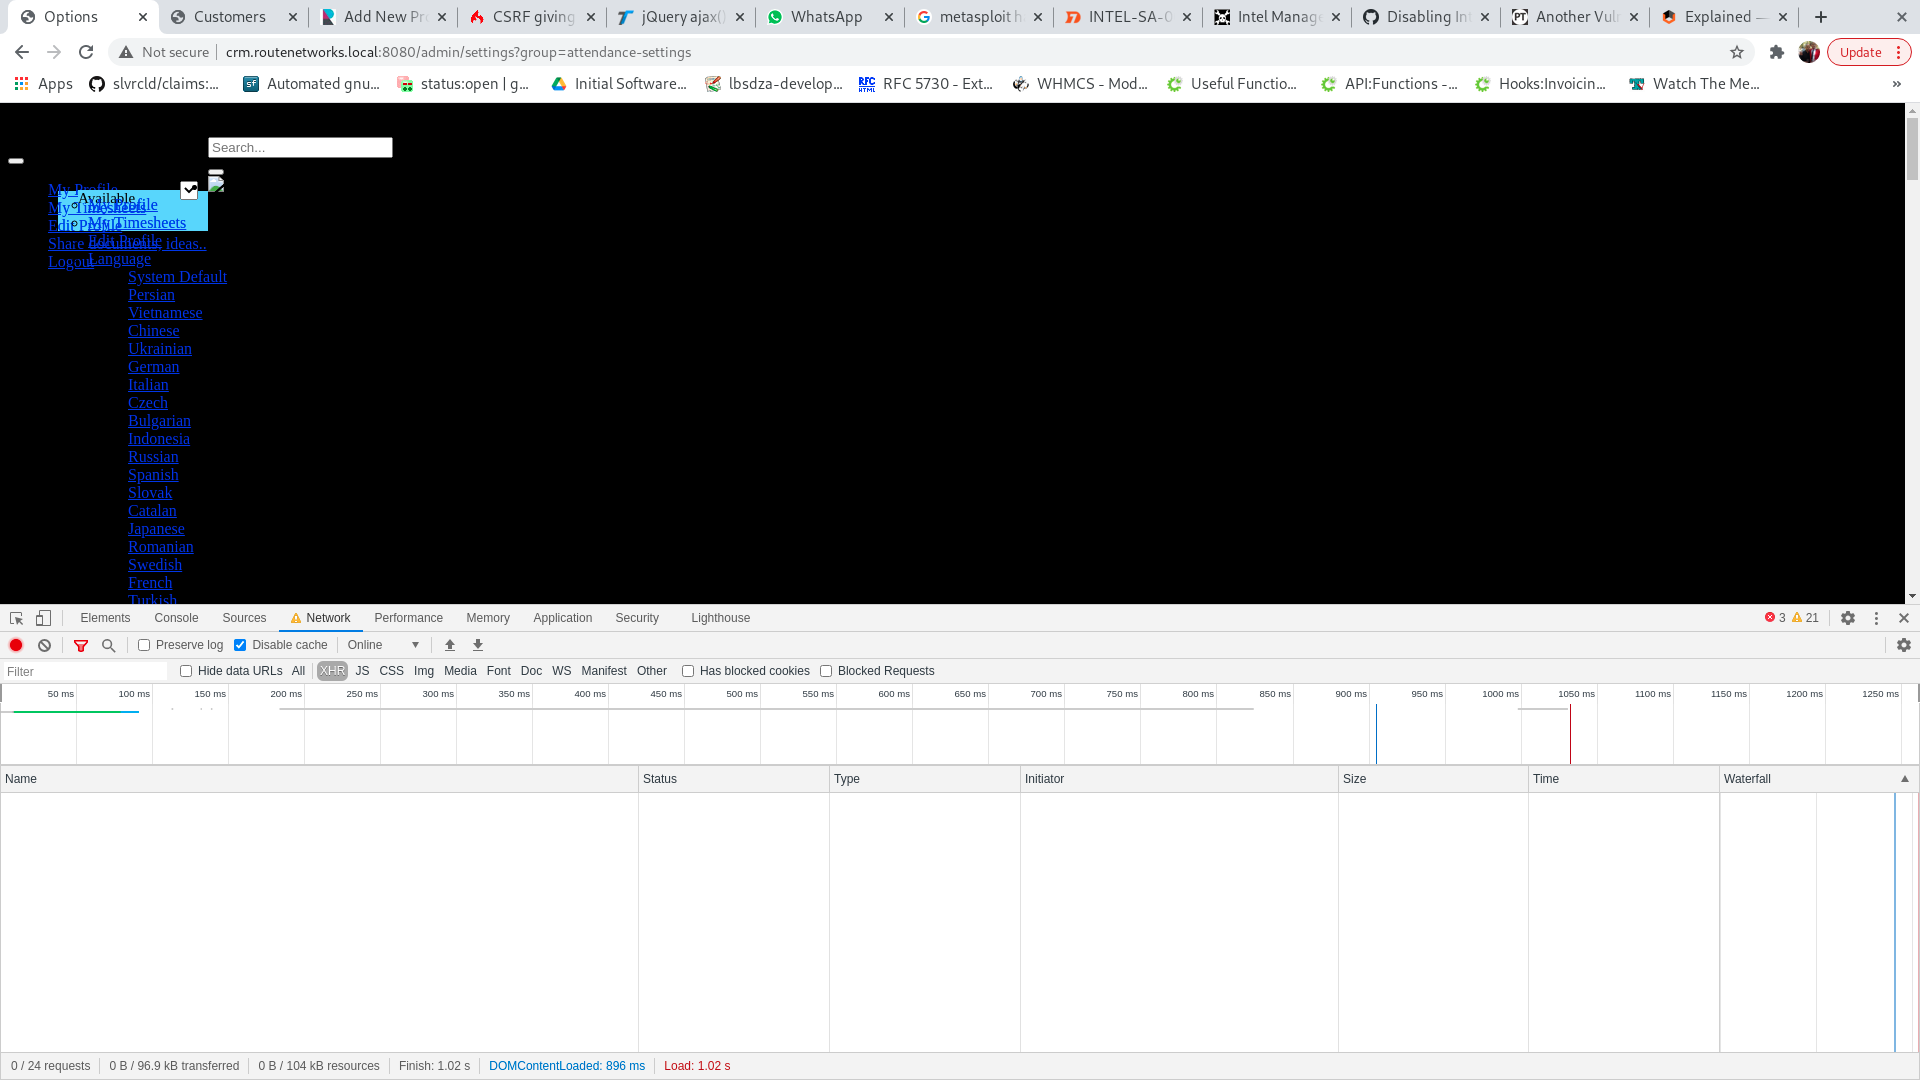 Options
Customers
Add New Pr
CSRF giving
jQuery ajax()
WhatsApp
metasploit h
INTEL-SA-0
Intel Manage
Disabling Int
Another Vuln
Explained —
Not secure
crm.routenetworks.local:8080/admin/settings?group=attendance-settings
Update
Apps
slvrcld/claims:...
Automated gnu...
status:open | g...
Initial Software...
lbsdza-develop...
RFC 5730 - Ext...
WHMCS - Mod...
Useful Functio...
API:Functions -...
Hooks:Invoicin...
Watch The Me...
»
Search...
My Profile
Available
My Timesheets
My Profile
Edit Profile
My Timesheets
Share documents, ideas..
Edit Profile
Logout
Language
System Default
Persian
Vietnamese
Chinese
Ukrainian
German
Italian
Czech
Bulgarian
Indonesia
Russian
Spanish
Slovak
Catalan
Japanese
Romanian
Swedish
French
Turkish
Elements Console Sources Network Performance Memory Application Security Lighthouse 3 21
Preserve log Disable cache Online
Filter Hide data URLs All XHR JS CSS Img Media Font Doc WS Manifest Other Has blocked cookies Blocked Requests
50 ms 100 ms 150 ms 200 ms 250 ms 300 ms 350 ms 400 ms 450 ms 500 ms 550 ms 600 ms 650 ms 700 ms 750 ms 800 ms 850 ms 900 ms 950 ms 1000 ms 1050 ms 1100 ms 1150 ms 1200 ms 1250 ms
Name Status Type Initiator Size Time Waterfall
0 / 24 requests 0 B / 96.9 kB transferred 0 B / 104 kB resources Finish: 1.02 s DOMContentLoaded: 896 ms Load: 1.02 s